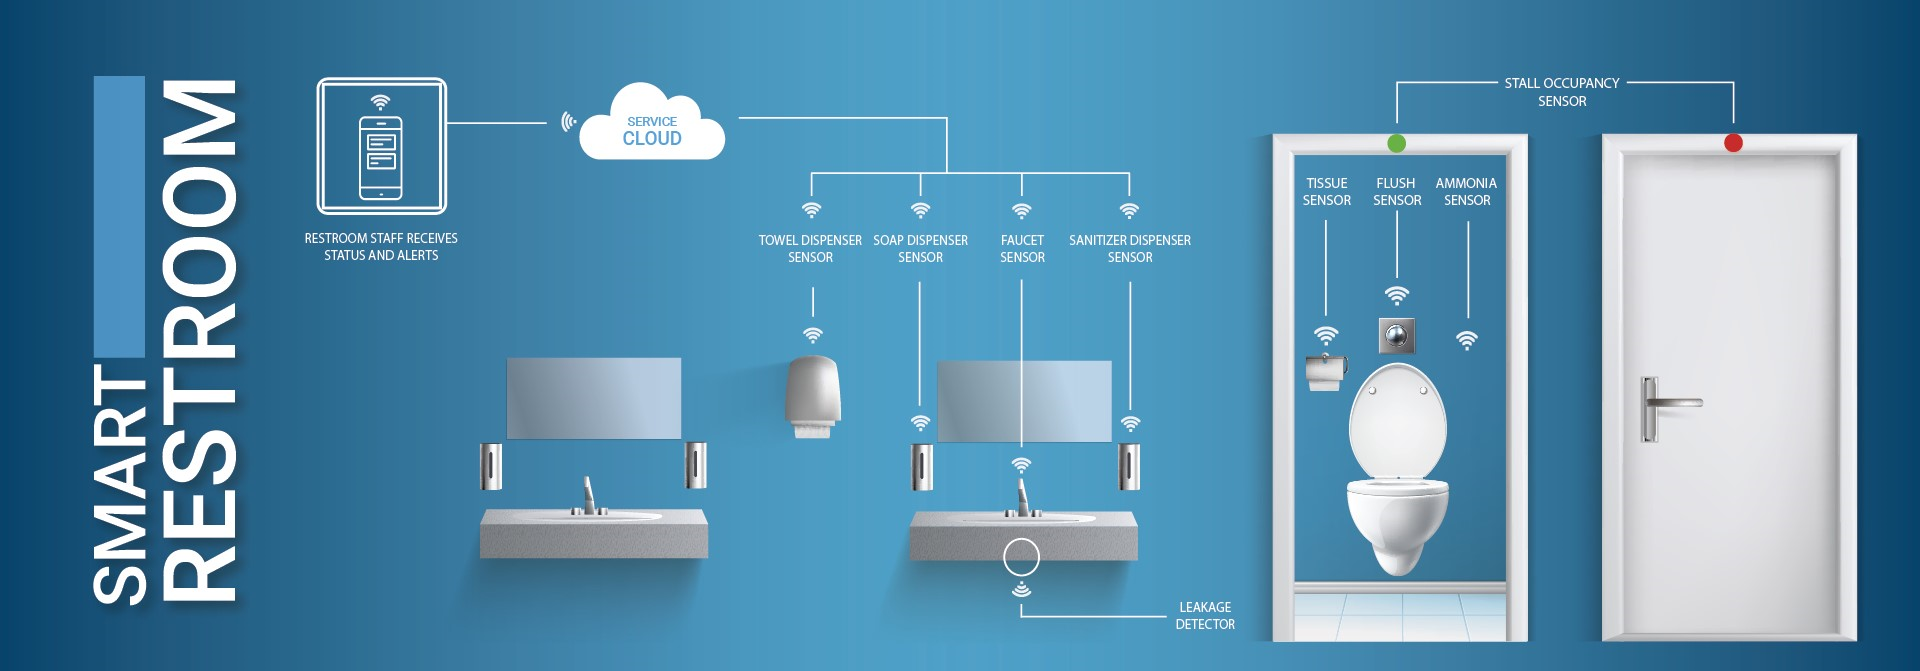 SMART
RESTROOM
RESTROOM STAFF RECEIVES
STATUS AND ALERTS
SERVICE
CLOUD
TOWEL DISPENSER
SENSOR
SOAP DISPENSER
SENSOR
FAUCET
SENSOR
SANITIZER DISPENSER
SENSOR
LEAKAGE
DETECTOR
STALL OCCUPANCY
SENSOR
TISSUE
SENSOR
FLUSH
SENSOR
AMMONIA
SENSOR